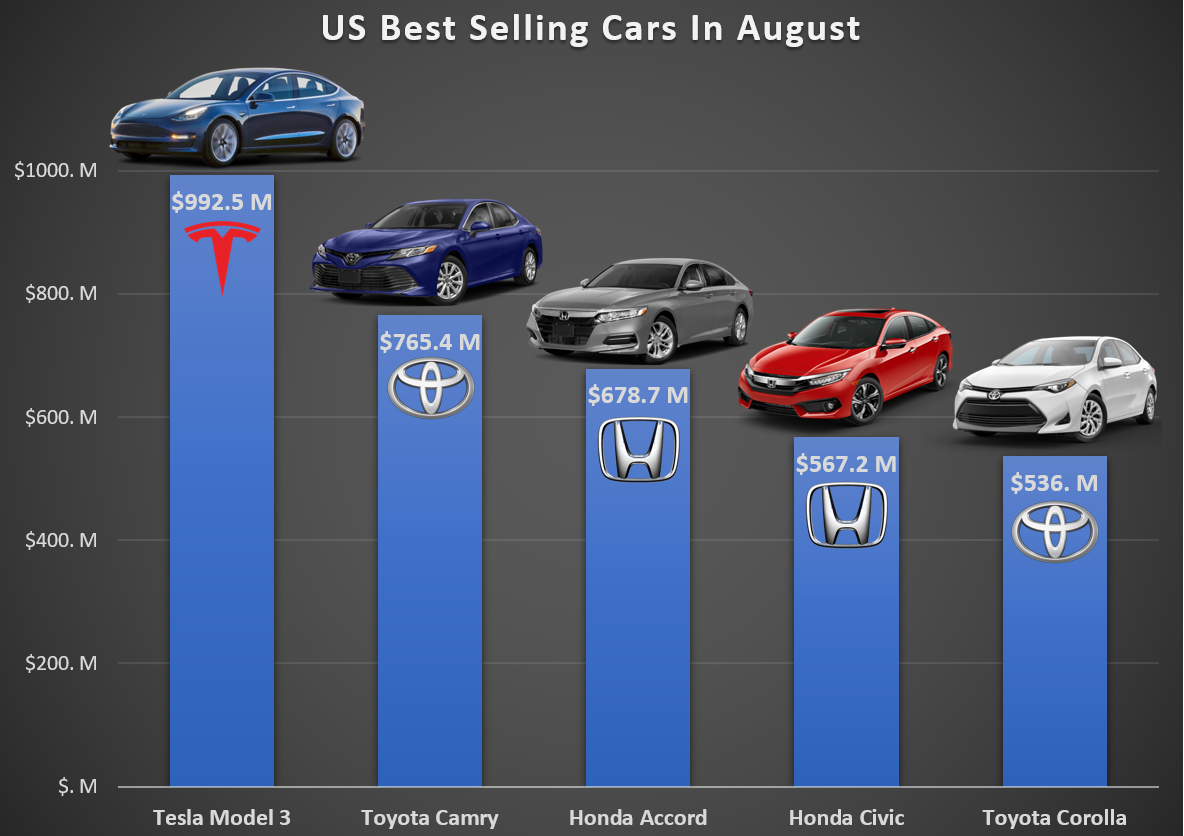 US Best Selling Cars In August
$1000. M
$992.5 M
$800. M
$765.4 M
$678.7 M
$600. M
$567.2 M
$536. M
$400. M
$200. M
$. M
Tesla Model 3
Toyota Camry
Honda Accord
Honda Civic
Toyota Corolla